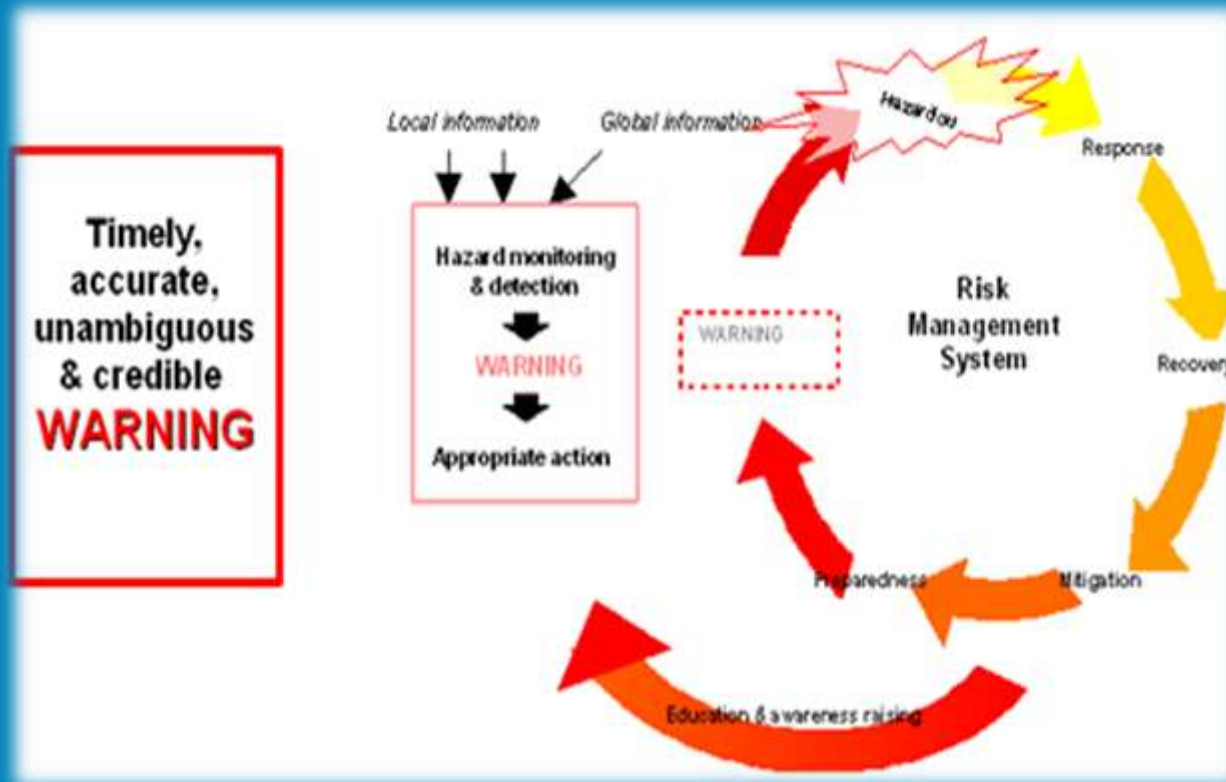 Timely,
accurate,
unambiguous
& credible
WARNING
Local information
Global information
Hazard monitoring
& detection
WARNING
Appropriate action
WARNING
Risk
Management
System
Response
Recovery
Mitigation
Preparedness
Education & awareness raising